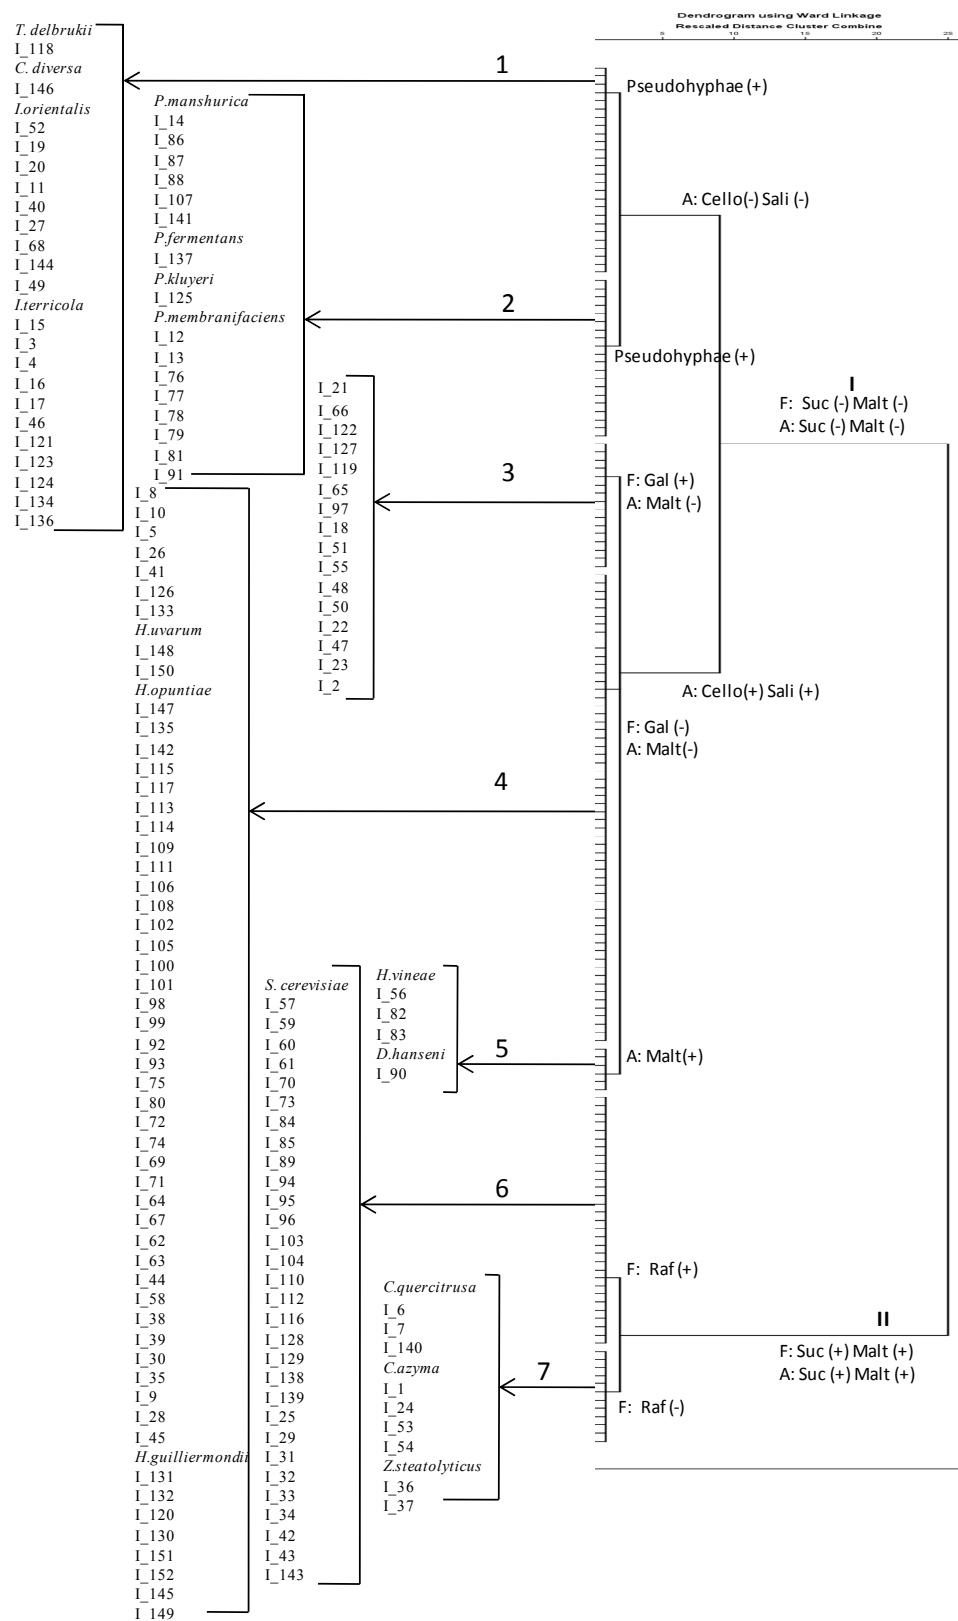 Dendrogram using Ward Linkage
Rescaled Distance Cluster Combine
5 10 15 20 25
T. delbrukii
I_118
C. diversa
I_146
I.orientalis
I_52
I_19
I_20
I_11
I_40
I_27
I_68
I_144
I_49
I.terricola
I_15
I_3
I_4
I_16
I_17
I_46
I_121
I_123
I_124
I_134
I_136
1
P.manshurica
I_14
I_86
I_87
I_88
I_107
I_141
P.fermentans
I_137
P.kluyeri
I_125
P.membranifaciens
I_12
I_13
I_76
I_77
I_78
I_79
I_81
I_91
2
I_21
I_66
I_122
I_127
I_119
I_65
I_97
I_18
I_51
I_55
I_48
I_50
I_22
I_47
I_23
I_2
3
I_8
I_10
I_5
I_26
I_41
I_126
I_133
H.uvarum
I_148
I_150
H.opuntiae
I_147
I_135
I_142
I_115
I_117
I_113
I_114
I_109
I_111
I_106
I_108
I_102
I_105
I_100
I_101
I_98
I_99
I_92
I_93
I_75
I_80
I_72
I_74
I_69
I_71
I_64
I_67
I_62
I_63
I_44
I_58
I_38
I_39
I_30
I_35
I_9
I_28
I_45
H.guilliermondii
I_131
I_132
I_120
I_130
I_151
I_152
I_145
I_149
4
H.vineae
I_56
I_82
I_83
D.hanseni
I_90
5
S. cerevisiae
I_57
I_59
I_60
I_61
I_70
I_73
I_84
I_85
I_89
I_94
I_95
I_96
I_103
I_104
I_110
I_112
I_116
I_128
I_129
I_138
I_139
I_25
I_29
I_31
I_32
I_33
I_34
I_42
I_43
I_143
6
C.quercitrusa
I_6
I_7
I_140
C.azyma
I_1
I_24
I_53
I_54
Z.steatolyticus
I_36
I_37
7
Pseudohyphae (+)
A: Cello(-) Sali (-)
Pseudohyphae (+)
I
F: Suc (-) Malt (-)
A: Suc (-) Malt (-)
F: Gal (+)
A: Malt (-)
A: Cello(+) Sali (+)
F: Gal (-)
A: Malt(-)
A: Malt(+)
F: Raf (+)
II
F: Suc (+) Malt (+)
A: Suc (+) Malt (+)
F: Raf (-)